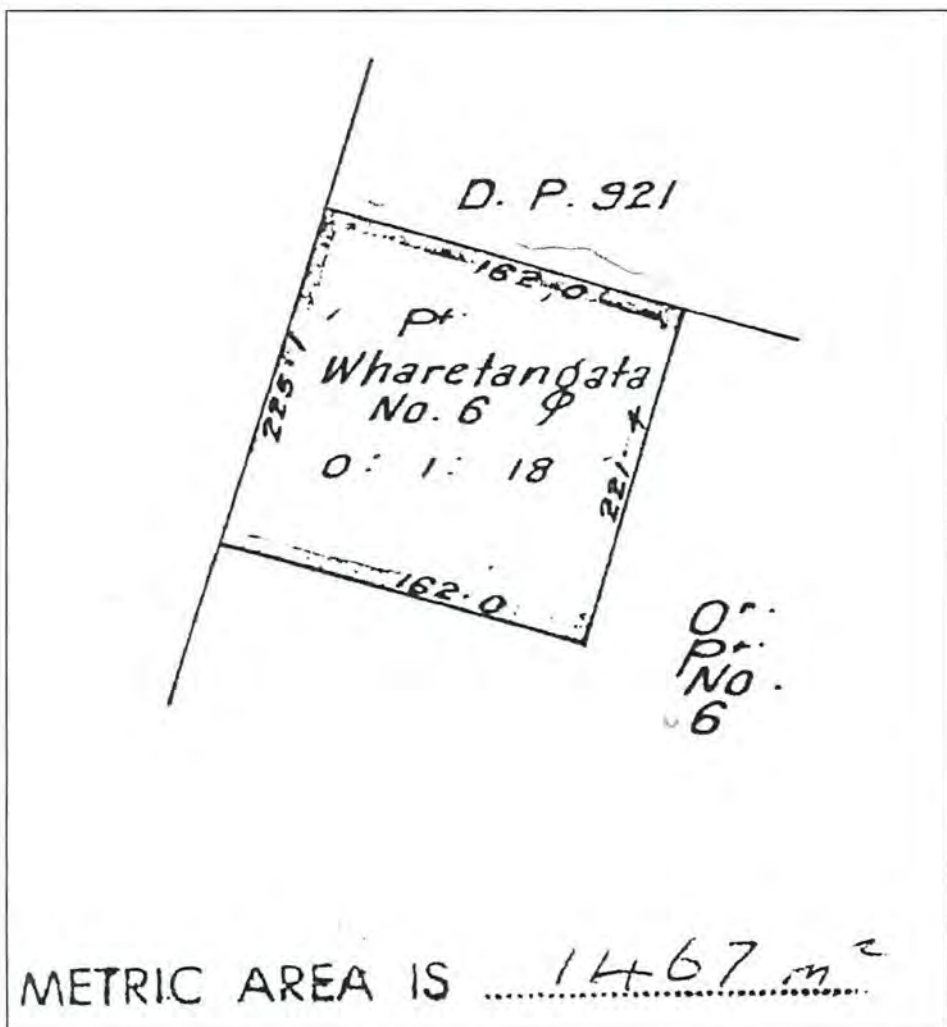 D. P. 921
162.0
Pt.
Wharetangata
No. 6 φ
225.1
0: 1: 18
221.4
162.0
Or.
Pt.
No.
6
METRIC AREA IS 1467 m²